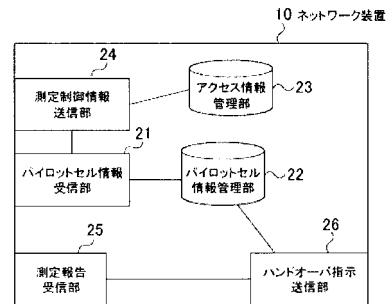 10 ネットワーク装置
24
測定制御情報
送信部
アクセス情報
管理部
23
21
パイロットセル情報
受信部
パイロットセル
情報管理部
22
25
測定報告
受信部
26
ハンドオーバ指示
送信部